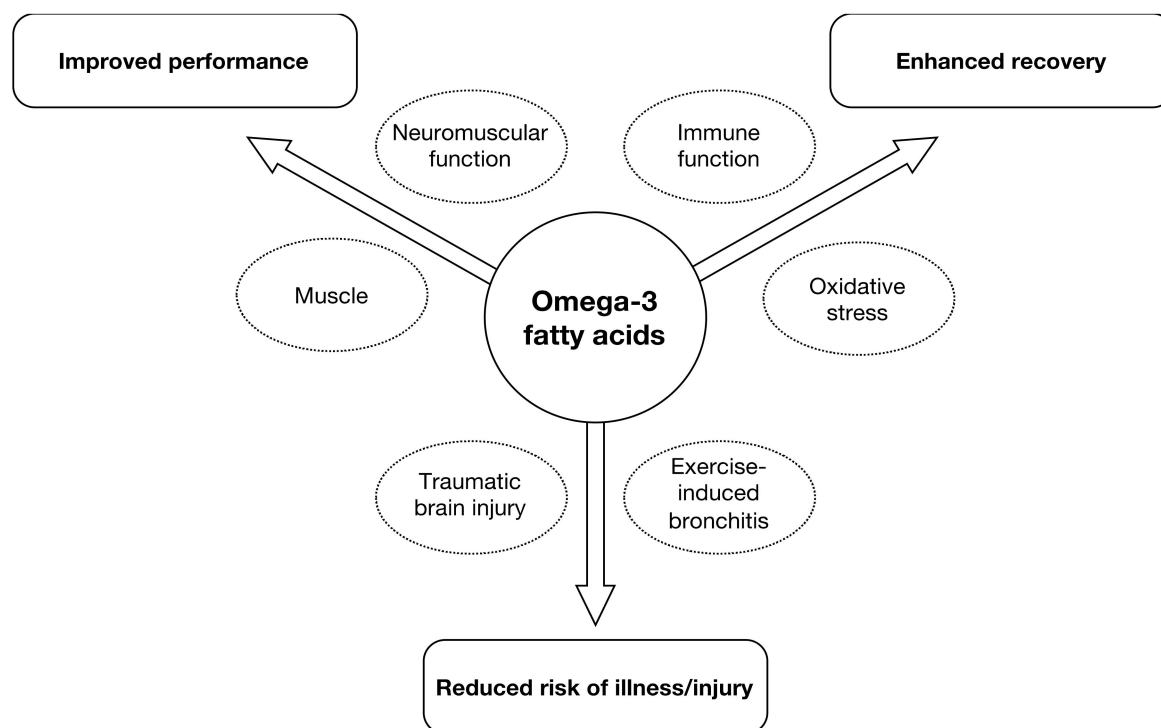 Improved performance
Enhanced recovery
Neuromuscular
function
Immune
function
Muscle
Oxidative
stress
Omega-3
fatty acids
Traumatic
brain injury
Exercise-
induced
bronchitis
Reduced risk of illness/injury